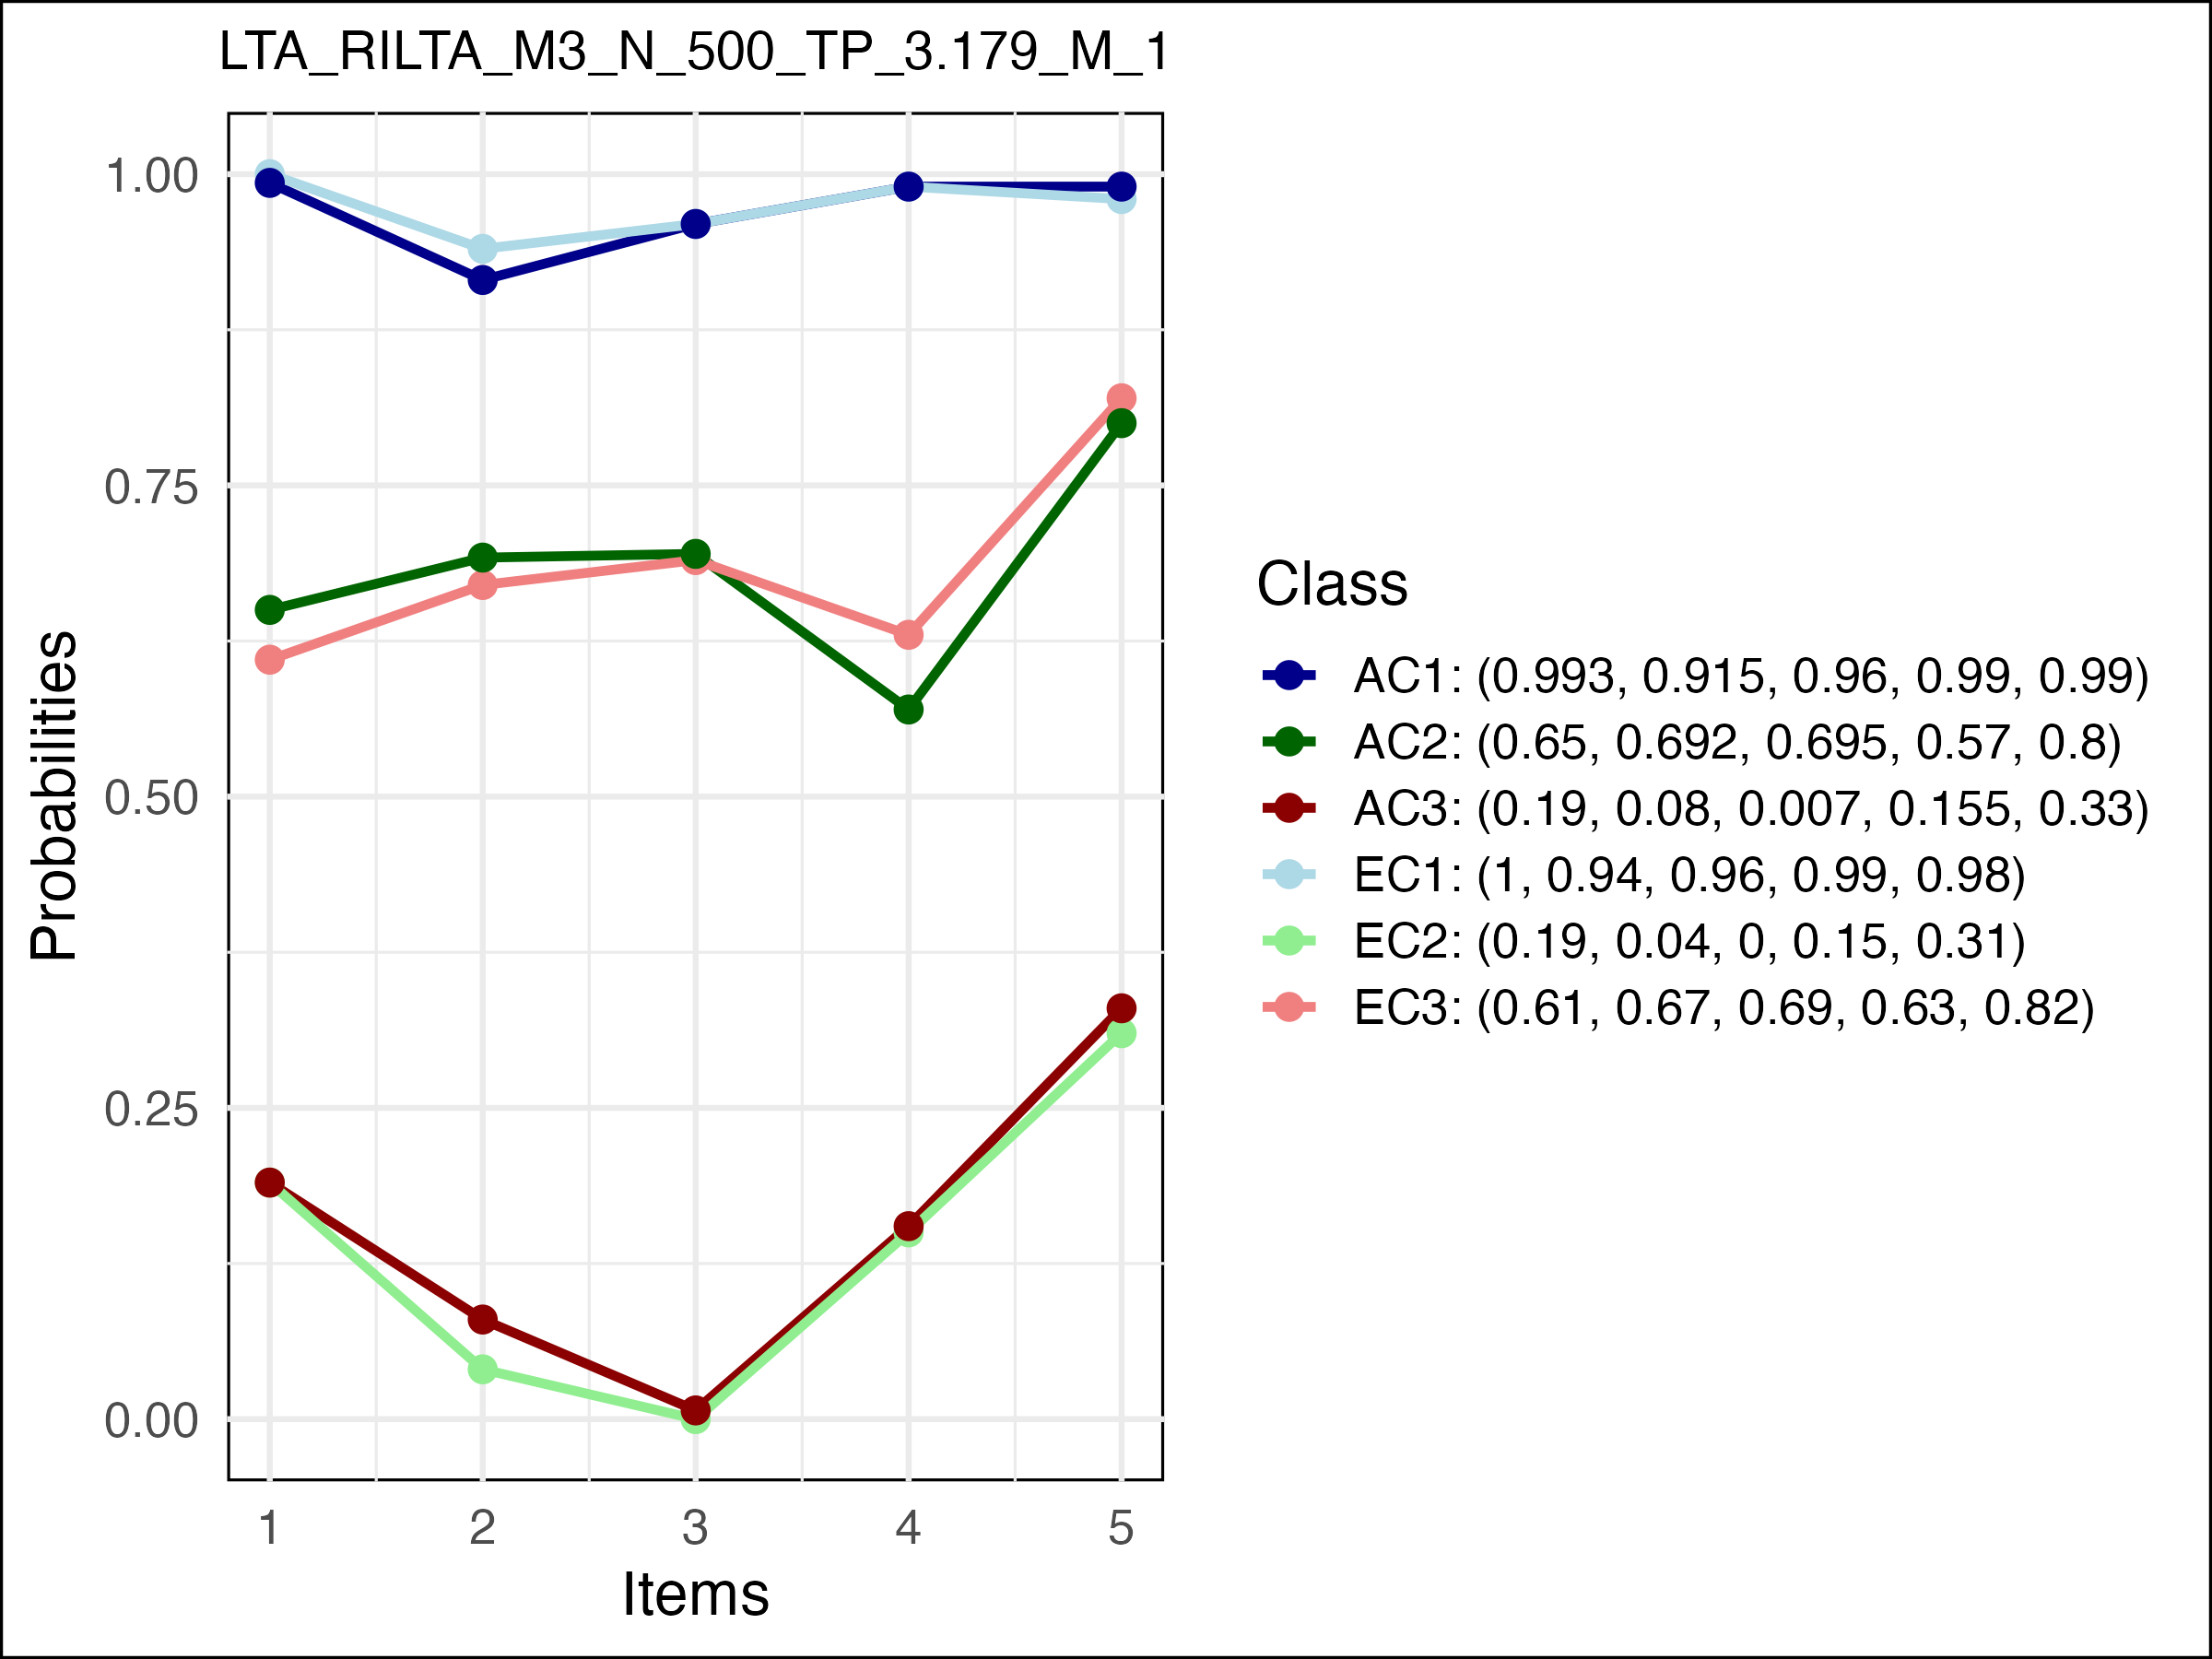 LTA_RILTA_M3_N_500_TP_3.179_M_1
1.00
0.75
0.50
0.25
0.00
Probabilities
1 2 3 4 5
Items
Class
AC1: (0.993, 0.915, 0.96, 0.99, 0.99)
AC2: (0.65, 0.692, 0.695, 0.57, 0.8)
AC3: (0.19, 0.08, 0.007, 0.155, 0.33)
EC1: (1, 0.94, 0.96, 0.99, 0.98)
EC2: (0.19, 0.04, 0, 0.15, 0.31)
EC3: (0.61, 0.67, 0.69, 0.63, 0.82)